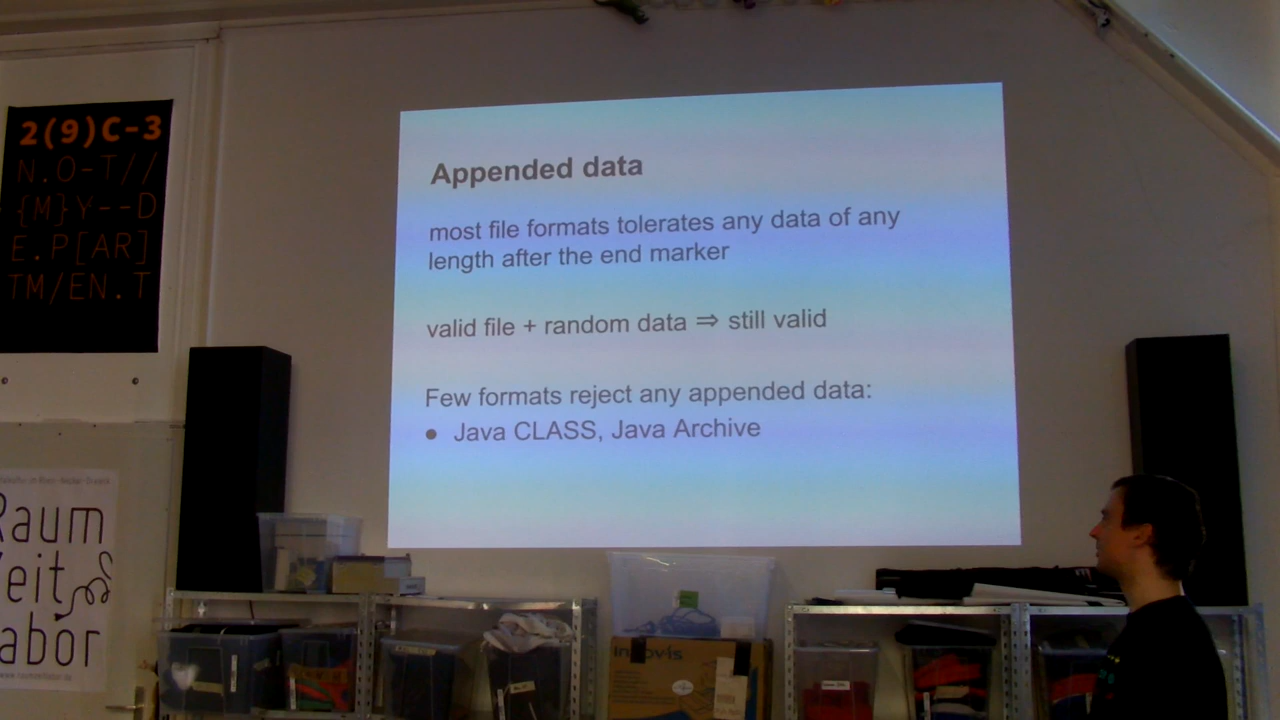 2(9)C-3
N.O-T//
{M}Y--D
E.P[AR]
TM/EN.T
Appended data
most file formats tolerates any data of any
length after the end marker
valid file + random data ⇒ still valid
Few formats reject any appended data:
● Java CLASS, Java Archive
Raum
Zeit
Labor